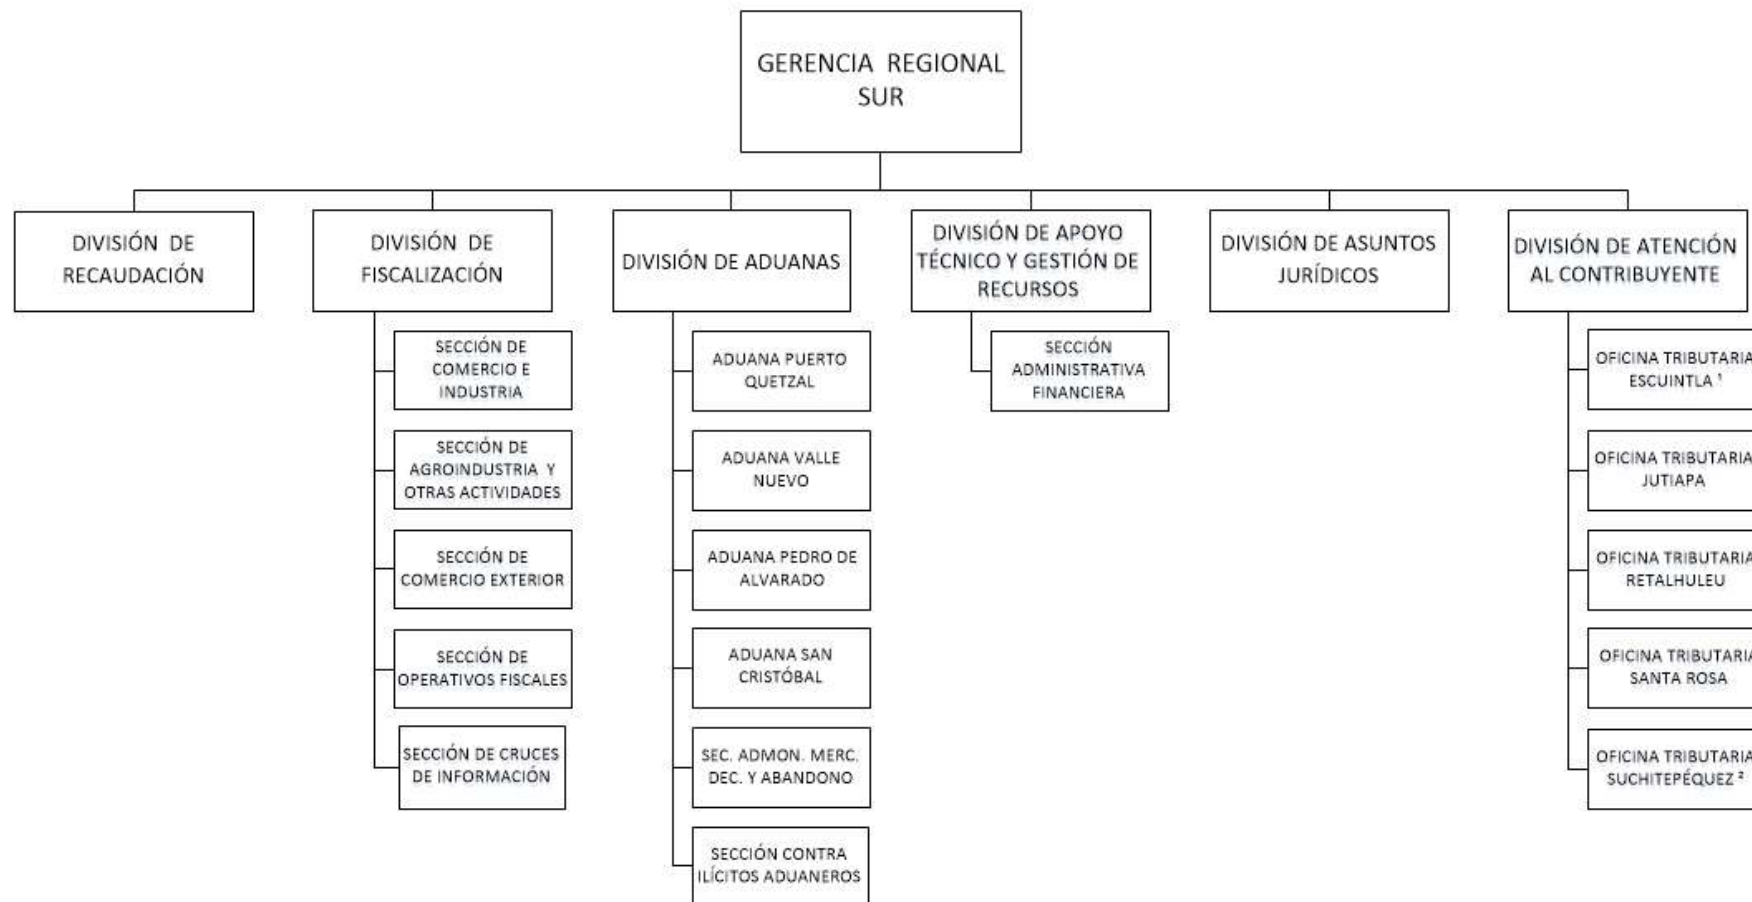 GERENCIA REGIONAL
SUR
DIVISIÓN DE
RECAUDACIÓN
DIVISIÓN DE
FISCALIZACIÓN
DIVISIÓN DE ADUANAS
DIVISIÓN DE APOYO
TÉCNICO Y GESTIÓN DE
RECURSOS
DIVISIÓN DE ASUNTOS
JURÍDICOS
DIVISIÓN DE ATENCIÓN
AL CONTRIBUYENTE
SECCIÓN DE
COMERCIO E
INDUSTRIA
SECCIÓN DE
AGROINDUSTRIA Y
OTRAS ACTIVIDADES
SECCIÓN DE
COMERCIO EXTERIOR
SECCIÓN DE
OPERATIVOS FISCALES
SECCIÓN DE CRUCES
DE INFORMACIÓN
ADUANA PUERTO
QUETZAL
ADUANA VALLE
NUEVO
ADUANA PEDRO DE
ALVARADO
ADUANA SAN
CRISTÓBAL
SEC. ADMON. MERC.
DEC. Y ABANDONO
SECCIÓN CONTRA
ILÍCITOS ADUANEROS
SECCIÓN
ADMINISTRATIVA
FINANCIERA
OFICINA TRIBUTARIA
ESCUINTLA ¹
OFICINA TRIBUTARIA
JUTIAPA
OFICINA TRIBUTARIA
RETALHULEU
OFICINA TRIBUTARIA
SANTA ROSA
OFICINA TRIBUTARIA
SUCHITEPÉQUEZ ²